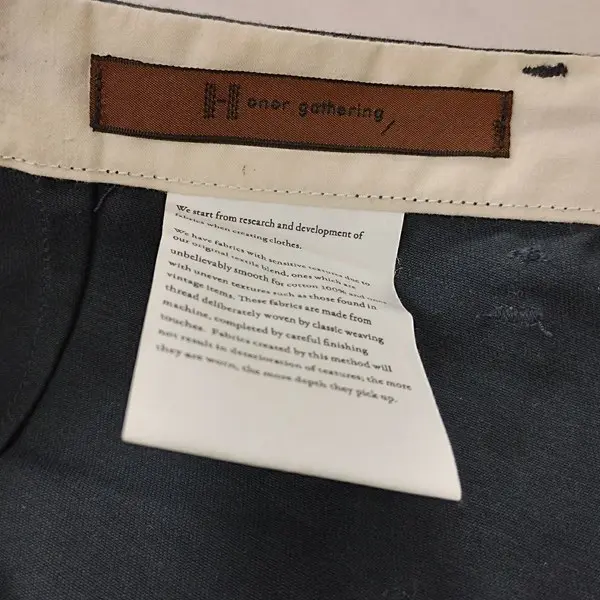 Honor gathering
We start from research and development of
fabrics when creating clothes.
We have fabrics with sensitive textures due to
our original textile blend, ones which are
unbelievably smooth for cotton 100% and ones
with uneven textures such as those found in
vintage items. These fabrics are made from
thread deliberately woven by classic weaving
machine, completed by careful finishing
touches. Fabrics created by this method will
not result in deterioration of textures; the more
they are worn, the more depth they pick up.